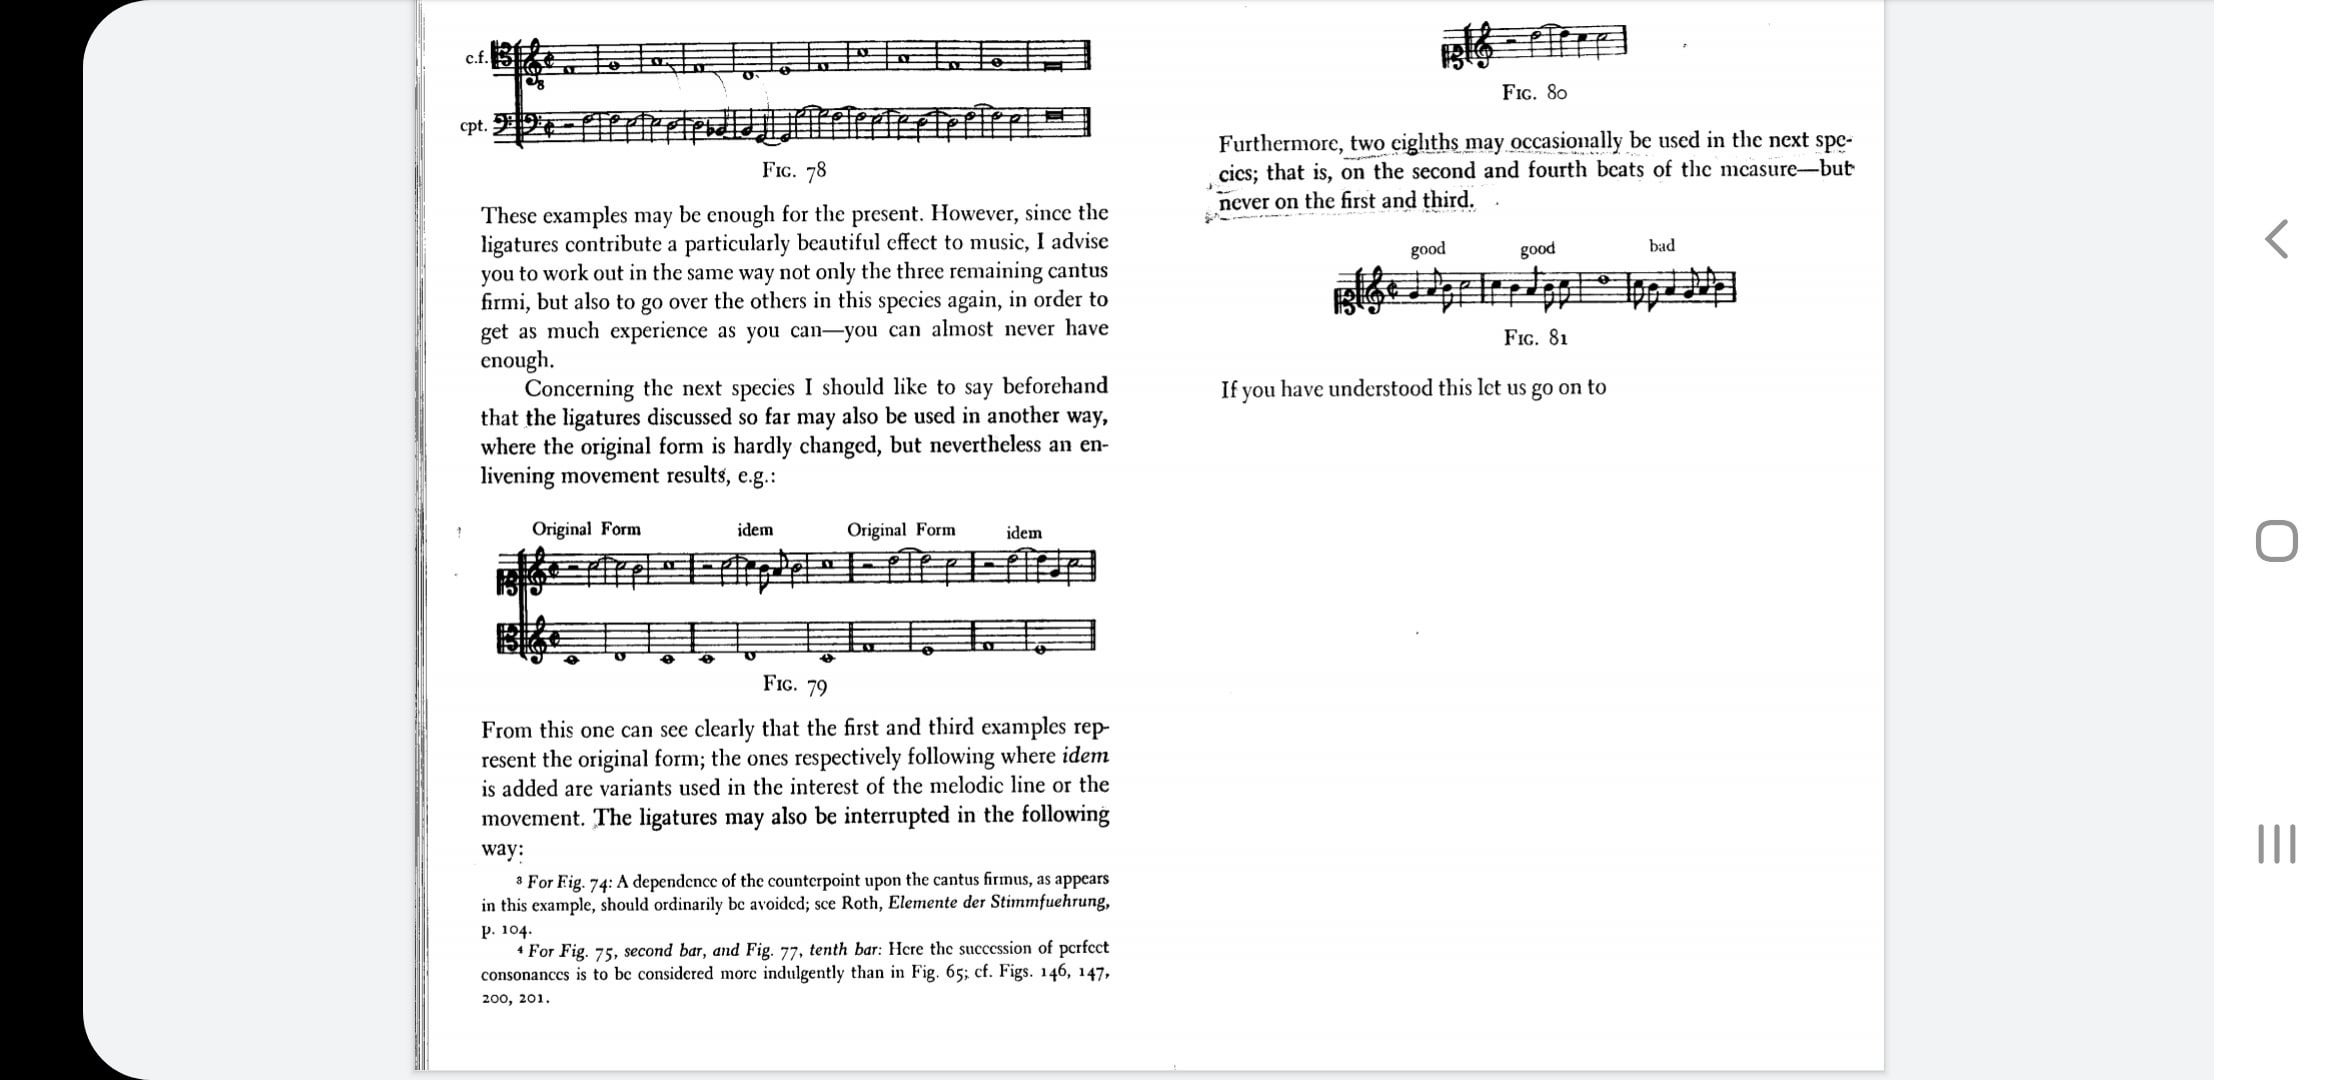 c.f.
8
cpt.
FIG. 78
These examples may be enough for the present. However, since the
ligatures contribute a particularly beautiful effect to music, I advise
you to work out in the same way not only the three remaining cantus
firmi, but also to go over the others in this species again, in order to
get as much experience as you can—you can almost never have
enough.
Concerning the next species I should like to say beforehand
that the ligatures discussed so far may also be used in another way,
where the original form is hardly changed, but nevertheless an en-
livening movement results, e.g.:
Original Form idem Original Form idem
FIG. 79
From this one can see clearly that the first and third examples rep-
resent the original form; the ones respectively following where idem
is added are variants used in the interest of the melodic line or the
movement. The ligatures may also be interrupted in the following
way:
³ For Fig. 74: A dependence of the counterpoint upon the cantus firmus, as appears
in this example, should ordinarily be avoided; see Roth, Elemente der Stimmfuehrung,
p. 104.
⁴ For Fig. 75, second bar, and Fig. 77, tenth bar: Here the succession of perfect
consonances is to be considered more indulgently than in Fig. 65; cf. Figs. 146, 147,
200, 201.
FIG. 80
Furthermore, two eighths may occasionally be used in the next spe-
cies; that is, on the second and fourth beats of the measure—but
never on the first and third.
good good bad
FIG. 81
If you have understood this let us go on to